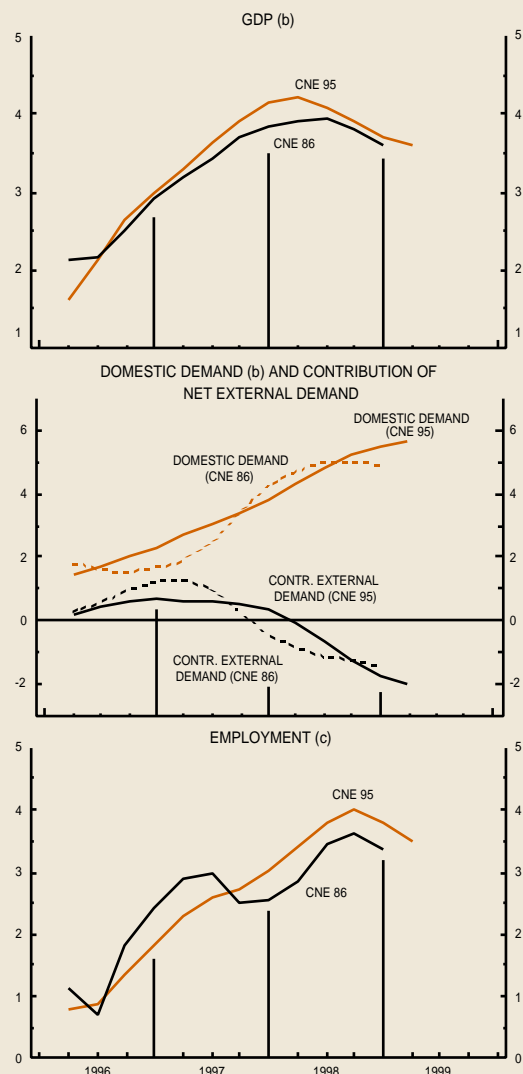 GDP (b)
5 5
CNE 95
4 4
CNE 86
3 3
2 2
1 1
DOMESTIC DEMAND (b) AND CONTRIBUTION OF
NET EXTERNAL DEMAND
6 6
DOMESTIC DEMAND
(CNE 95)
DOMESTIC DEMAND
(CNE 86)
4 4
2 2
CONTR. EXTERNAL
DEMAND (CNE 95)
0 0
CONTR. EXTERNAL
DEMAND (CNE 86)
-2 -2
EMPLOYMENT (c)
5 5
CNE 95
4 4
3 3
CNE 86
2 2
1 1
0 0
1996 1997 1998 1999